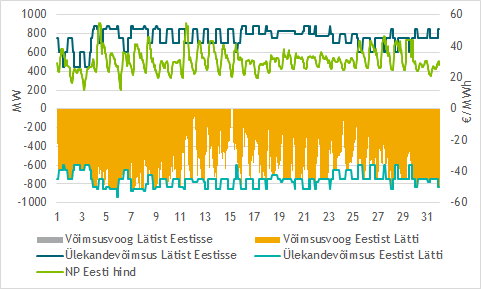 1000
800
600
400
200
0
-200
-400
-600
-800
-1000
MW
60
40
20
0
-20
-40
-60
€/MWh
1 3 5 7 9 11 13 15 17 19 21 23 25 27 29 31
Võimsusvoog Lätist Eestisse
Võimsusvoog Eestist Lätti
Ülekandevõimsus Lätist Eestisse
Ülekandevõimsus Eestist Lätti
NP Eesti hind